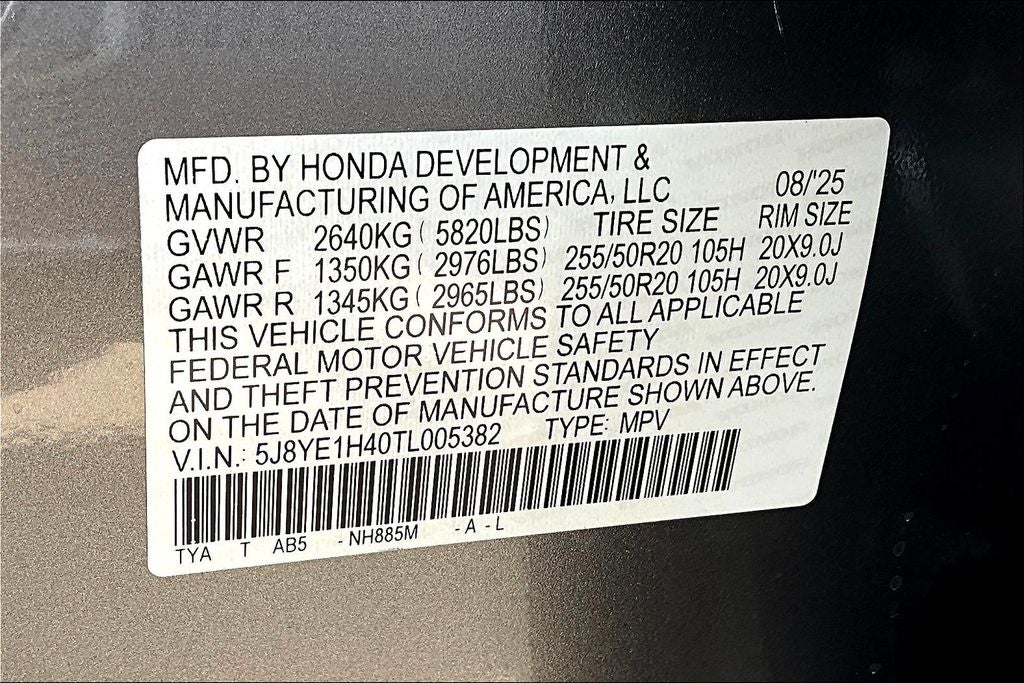 MFD. BY HONDA DEVELOPMENT &
MANUFACTURING OF AMERICA, LLC 08/'25
GVWR 2640KG ( 5820LBS) TIRE SIZE RIM SIZE
GAWR F 1350KG ( 2976LBS) 255/50R20 105H 20X9.0J
GAWR R 1345KG ( 2965LBS) 255/50R20 105H 20X9.0J
THIS VEHICLE CONFORMS TO ALL APPLICABLE
FEDERAL MOTOR VEHICLE SAFETY
AND THEFT PREVENTION STANDARDS IN EFFECT
ON THE DATE OF MANUFACTURE SHOWN ABOVE.
V.I.N.: 5J8YE1H40TL005382 TYPE: MPV
TYA T AB5 - NH885M - A - L